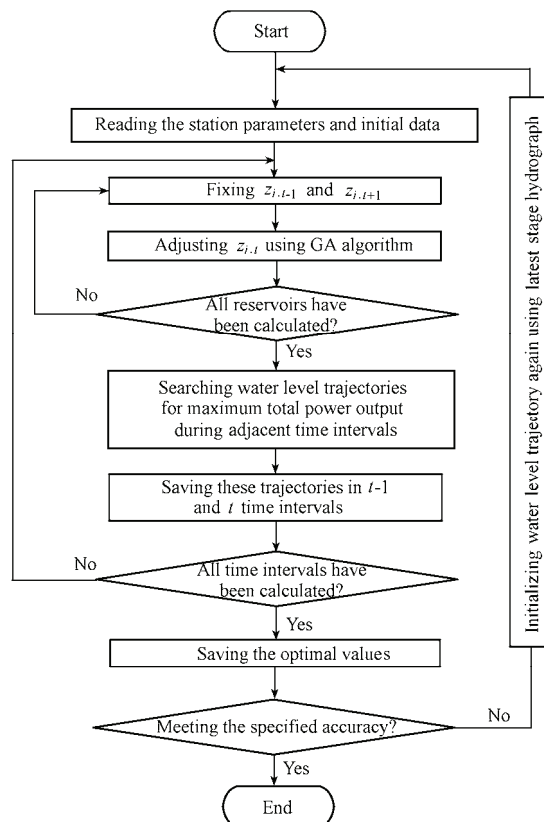 Start
Reading the station parameters and initial data
Fixing z_{i,t-1} and z_{i,t+1}
Adjusting z_{i,t} using GA algorithm
No
All reservoirs have
been calculated?
Yes
Searching water level trajectories
for maximum total power output
during adjacent time intervals
Saving these trajectories in t-1
and t time intervals
No
All time intervals have
been calculated?
Yes
Saving the optimal values
Meeting the specified accuracy?
No
Yes
End
Initializing water level trajectory again using latest stage hydrograph